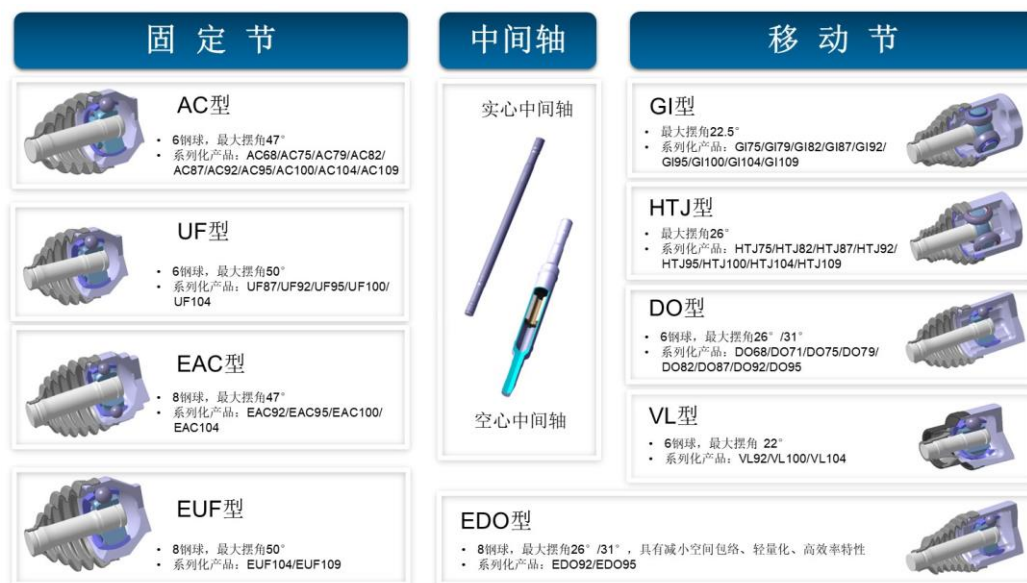 固 定 节
AC型
• 6钢球，最大摆角47°
• 系列化产品：AC68/AC75/AC79/AC82/
AC87/AC92/AC95/AC100/AC104/AC109
UF型
• 6钢球，最大摆角50°
• 系列化产品：UF87/UF92/UF95/UF100/
UF104
EAC型
• 8钢球，最大摆角47°
• 系列化产品：EAC92/EAC95/EAC100/
EAC104
EUF型
• 8钢球，最大摆角50°
• 系列化产品：EUF104/EUF109
中间轴
实心中间轴
空心中间轴
移 动 节
GI型
• 最大摆角22.5°
• 系列化产品：GI75/GI79/GI82/GI87/GI92/
GI95/GI100/GI104/GI109
HTJ型
• 最大摆角26°
• 系列化产品：HTJ75/HTJ82/HTJ87/HTJ92/
HTJ95/HTJ100/HTJ104/HTJ109
DO型
• 6钢球，最大摆角26° /31°
• 系列化产品：DO68/DO71/DO75/DO79/
DO82/DO87/DO92/DO95
VL型
• 6钢球，最大摆角 22°
• 系列化产品：VL92/VL100/VL104
EDO型
• 8钢球，最大摆角26° /31° ，具有减小空间包络、轻量化、高效率特性
• 系列化产品：EDO92/EDO95